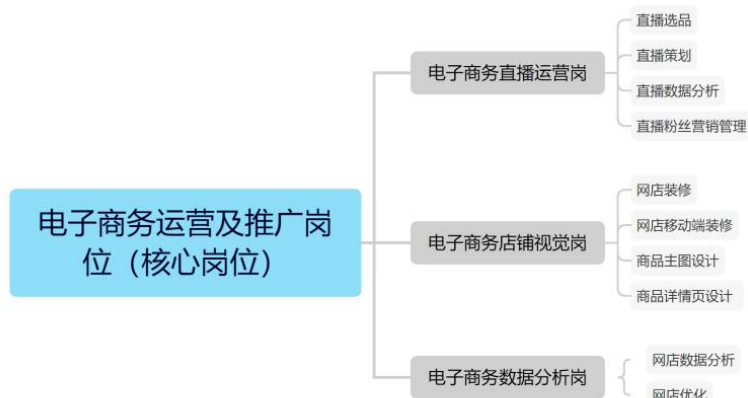 电子商务运营及推广岗
位（核心岗位）
电子商务直播运营岗
直播选品
直播策划
直播数据分析
直播粉丝营销管理
电子商务店铺视觉岗
网店装修
网店移动端装修
商品主图设计
商品详情页设计
电子商务数据分析岗
网店数据分析
网店优化